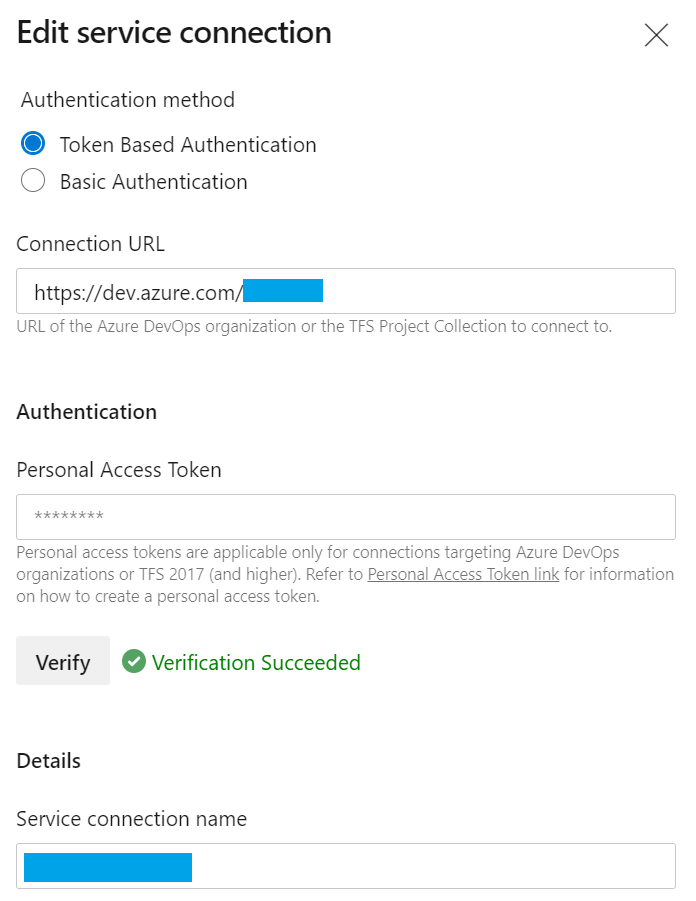 Edit service connection
Authentication method
Token Based Authentication
Basic Authentication
Connection URL
https://dev.azure.com/
URL of the Azure DevOps organization or the TFS Project Collection to connect to.
Authentication
Personal Access Token
********
Personal access tokens are applicable only for connections targeting Azure DevOps
organizations or TFS 2017 (and higher). Refer to Personal Access Token link for information
on how to create a personal access token.
Verify Verification Succeeded
Details
Service connection name